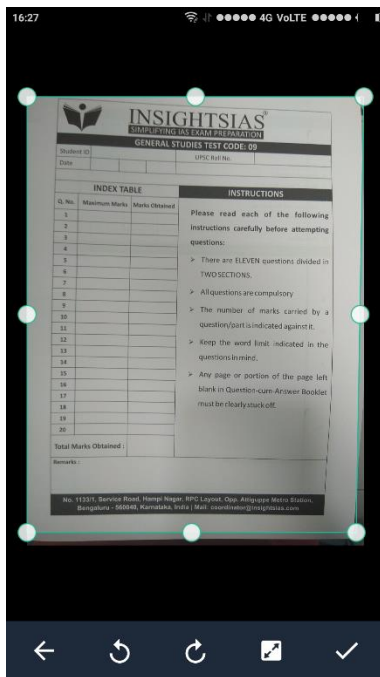 16:27
4G VoLTE
INSIGHTSIAS
SIMPLIFYING IAS EXAM PREPARATION
GENERAL STUDIES TEST CODE: 09
Student ID
UPSC Roll No.
Date
INDEX TABLE
Q. No. Maximum Marks Marks Obtained
1
2
3
4
5
6
7
8
9
10
11
12
13
14
15
16
17
18
19
20
Total Marks Obtained :
Remarks :
INSTRUCTIONS
Please read each of the following
instructions carefully before attempting
questions:
➢ There are ELEVEN questions divided in
TWO SECTIONS.
➢ All questions are compulsory
➢ The number of marks carried by a
question/part is indicated against it.
➢ Keep the word limit indicated in the
questions in mind.
➢ Any page or portion of the page left
blank in Question-cum-Answer Booklet
must be clearly stuck off.
No. 1133/1, Service Road, Hampi Nagar, RPC Layout, Opp. Attiguppe Metro Station,
Bengaluru - 560040, Karnataka, India | Mail: coordinator@insightsias.com